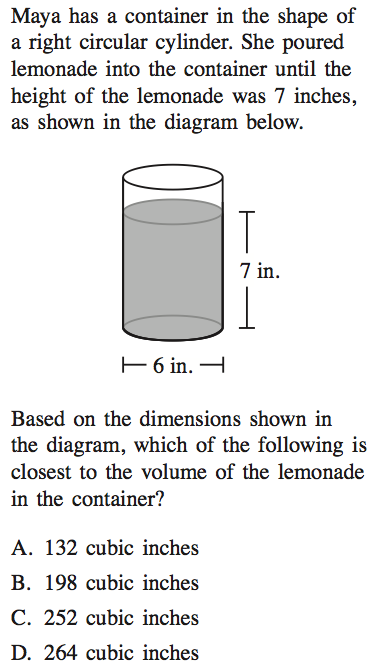 Maya has a container in the shape of
a right circular cylinder. She poured
lemonade into the container until the
height of the lemonade was 7 inches,
as shown in the diagram below.
7 in.
6 in.
Based on the dimensions shown in
the diagram, which of the following is
closest to the volume of the lemonade
in the container?
A. 132 cubic inches
B. 198 cubic inches
C. 252 cubic inches
D. 264 cubic inches